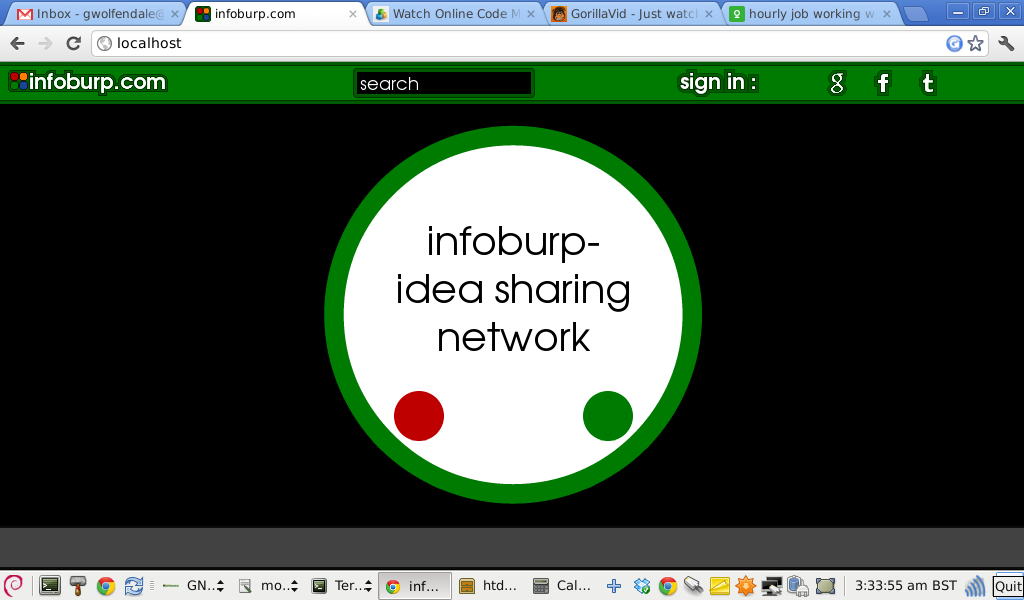 Inbox - gwolfendale@
infoburp.com
Watch Online Code M
GorillaVid - Just watc
hourly job working w
localhost
infoburp.com
search
sign in :
g
f
t
infoburp-
idea sharing
network
GN...
mo...
Ter...
inf...
htd...
Cal...
3:33:55 am BST
Quit